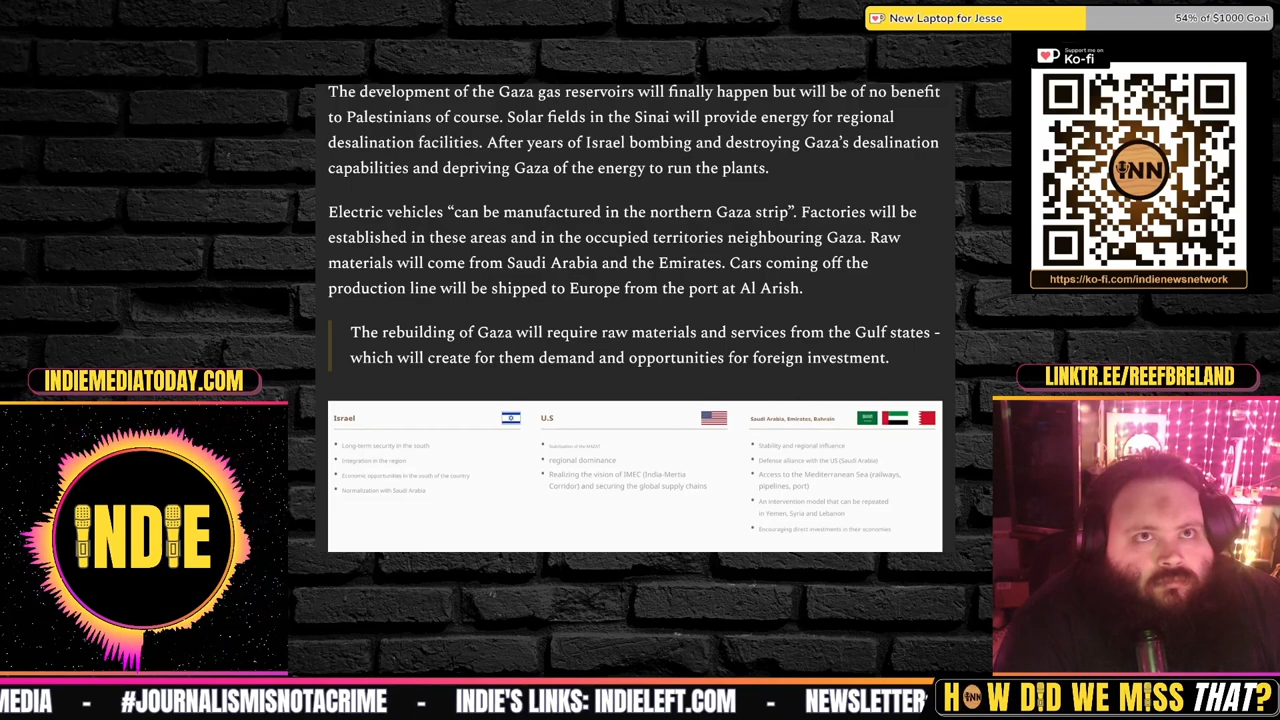 New Laptop for Jesse
54% of $1000 Goal
Support me on
Ko-fi
iNN
https://ko-fi.com/indienewsnetwork
The development of the Gaza gas reservoirs will finally happen but will be of no benefit
to Palestinians of course. Solar fields in the Sinai will provide energy for regional
desalination facilities. After years of Israel bombing and destroying Gaza’s desalination
capabilities and depriving Gaza of the energy to run the plants.
Electric vehicles “can be manufactured in the northern Gaza strip”. Factories will be
established in these areas and in the occupied territories neighbouring Gaza. Raw
materials will come from Saudi Arabia and the Emirates. Cars coming off the
production line will be shipped to Europe from the port at Al Arish.
The rebuilding of Gaza will require raw materials and services from the Gulf states -
which will create for them demand and opportunities for foreign investment.
Israel
Long-term security in the south
Integration in the region
Economic opportunities in the south of the country
Normalization with Saudi Arabia
U.S
regional dominance
Realizing the vision of IMEC (India-Mertia
Corridor) and securing the global supply chains
Saudi Arabia, Emirates, Bahrain
Stability and regional influence
Defense alliance with the US (Saudi Arabia)
Access to the Mediterranean Sea (railways,
pipelines, port)
An intervention model that can be repeated
in Yemen, Syria and Lebanon
Encouraging direct investments in their economies
INDIEMEDIATODAY.COM
INDIE
LINKTR.EE/REEFBRELAND
MEDIA - #JOURNALISMISNOTACRIME - INDIE'S LINKS: INDIELEFT.COM - NEWSLETTER
HOW DID WE MISS THAT?